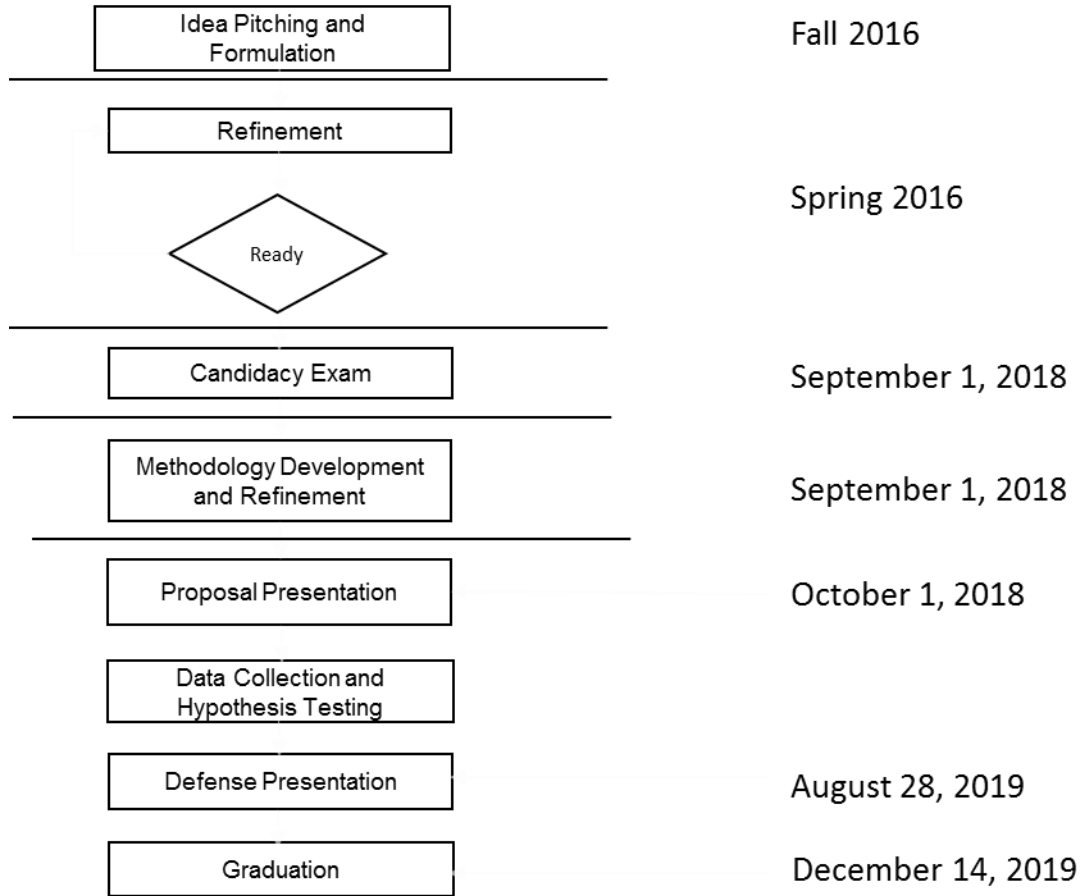 Idea Pitching and
Formulation
Fall 2016
Refinement
Spring 2016
Ready
Candidacy Exam
September 1, 2018
Methodology Development
and Refinement
September 1, 2018
Proposal Presentation
October 1, 2018
Data Collection and
Hypothesis Testing
Defense Presentation
August 28, 2019
Graduation
December 14, 2019